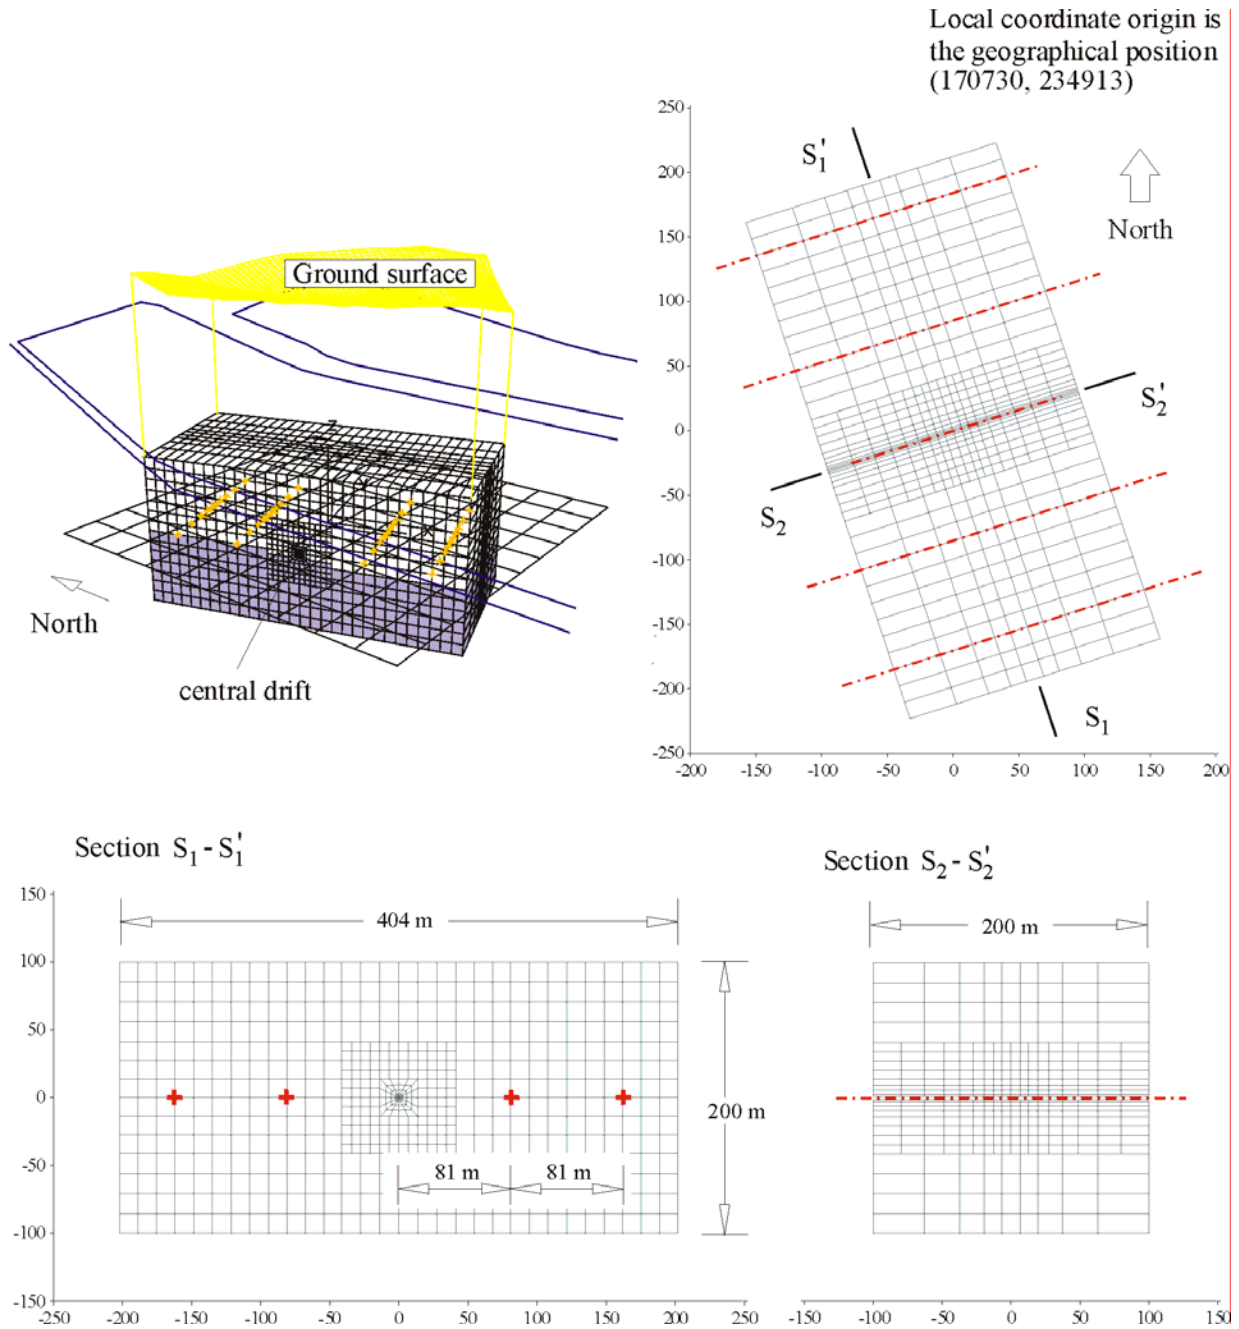 Local coordinate origin is
the geographical position
(170730, 234913)
Ground surface
North
central drift
250
200
150
100
50
0
-50
-100
-150
-200
-250
-200 -150 -100 -50 0 50 100 150 200
S1'
North
S2'
S2
S1
Section S1 - S1'
150
100
50
0
-50
-100
-150
404 m
200 m
81 m 81 m
-250 -200 -150 -100 -50 0 50 100 150 200 250
Section S2 - S2'
200 m
-150 -100 -50 0 50 100 150